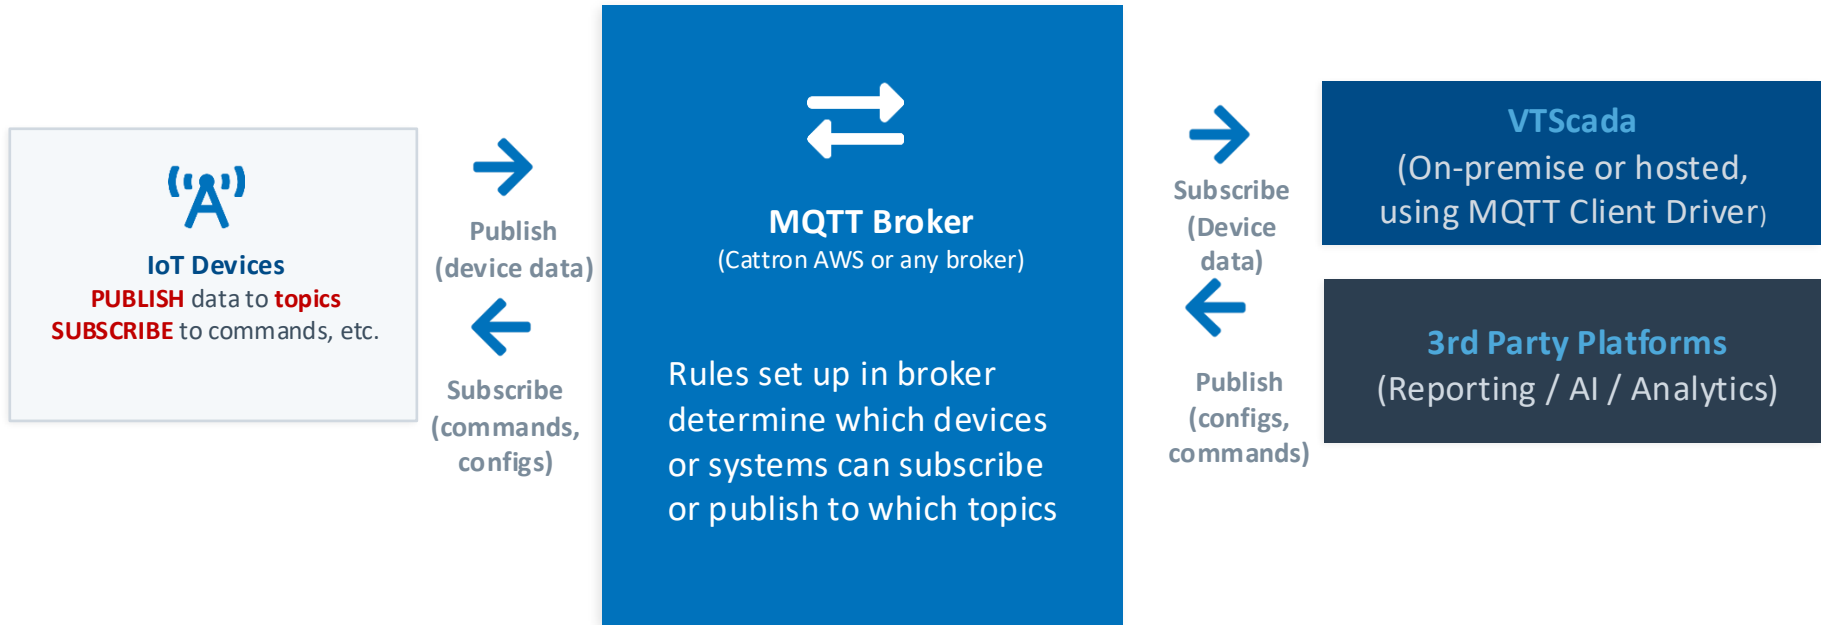 IoT Devices
PUBLISH data to topics
SUBSCRIBE to commands, etc.
Publish
(device data)
Subscribe
(commands,
configs)
MQTT Broker
(Cattron AWS or any broker)
Rules set up in broker
determine which devices
or systems can subscribe
or publish to which topics
Subscribe
(Device
data)
Publish
(configs,
commands)
VTScada
(On-premise or hosted,
using MQTT Client Driver)
3rd Party Platforms
(Reporting / AI / Analytics)